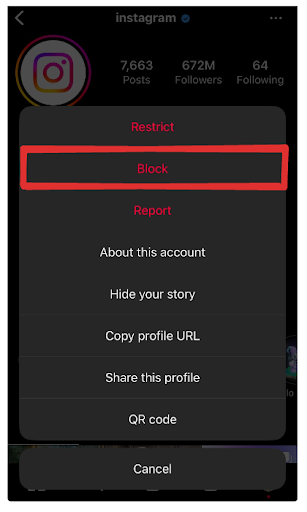 instagram
7,663 672M 64
Posts Followers Following
Restrict
Block
Report
About this account
Hide your story
Copy profile URL
Share this profile
QR code
Cancel